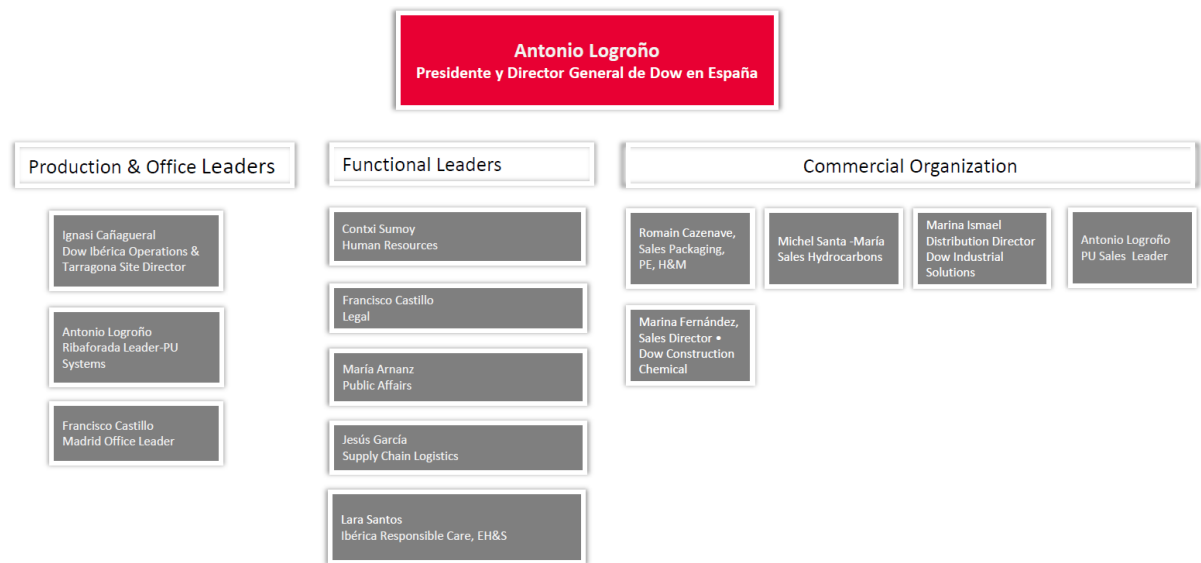 Antonio Logroño
Presidente y Director General de Dow en España
Production & Office Leaders
Ignasi Cañagueral
Dow Ibérica Operations &
Tarragona Site Director
Antonio Logroño
Ribaforada Leader-PU
Systems
Francisco Castillo
Madrid Office Leader
Functional Leaders
Contxi Sumoy
Human Resources
Francisco Castillo
Legal
María Arnanz
Public Affairs
Jesús García
Supply Chain Logistics
Lara Santos
Ibérica Responsible Care, EH&S
Commercial Organization
Romain Cazenave,
Sales Packaging,
PE, H&M
Michel Santa -María
Sales Hydrocarbons
Marina Ismael
Distribution Director
Dow Industrial
Solutions
Antonio Logroño
PU Sales Leader
Marina Fernández,
Sales Director •
Dow Construction
Chemical